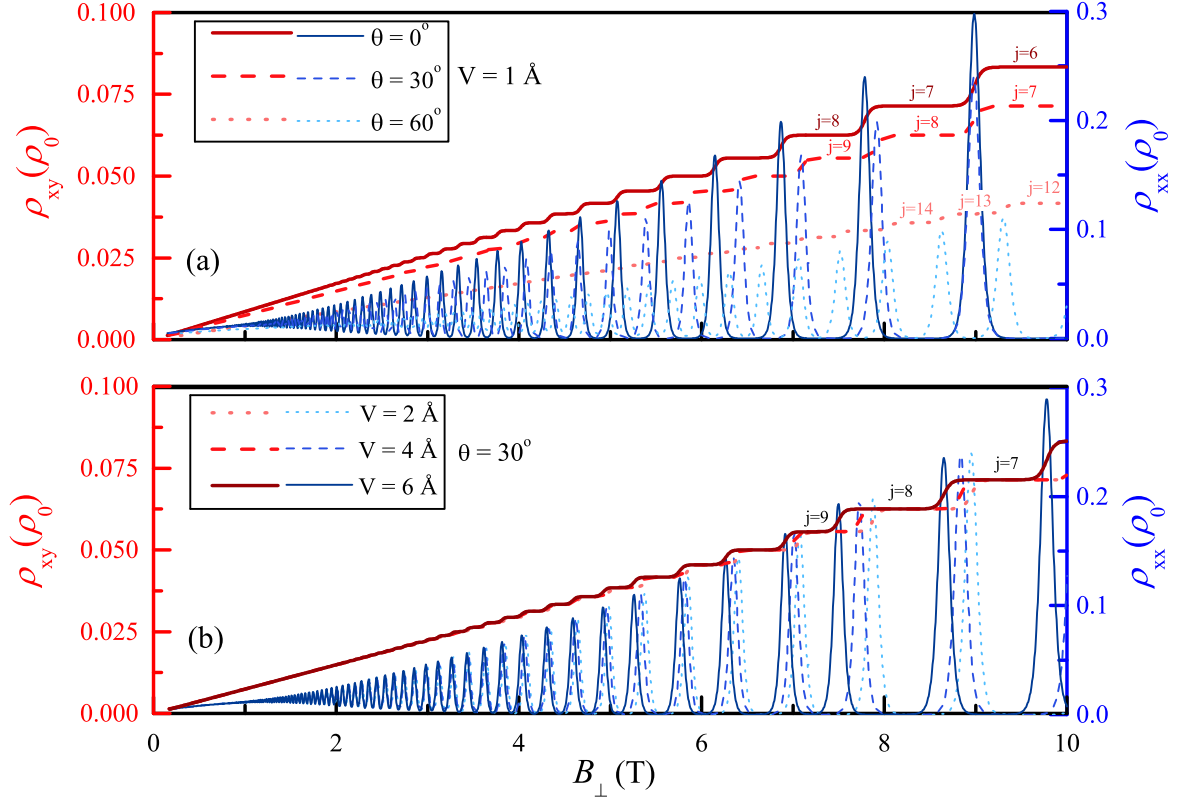 0.100
0.075
0.050
0.025
0.000
ρxy (ρ0)
θ = 0°
θ = 30°
θ = 60°
V = 1 Å
(a)
j=14
j=13
j=12
j=9
j=8
j=7
j=8
j=7
j=6
0.3
0.2
0.1
0.0
ρxx (ρ0)
0.100
0.075
0.050
0.025
0.000
ρxy (ρ0)
V = 2 Å
V = 4 Å
V = 6 Å
θ = 30°
(b)
j=9
j=8
j=7
0.3
0.2
0.1
0.0
ρxx (ρ0)
0 2 4 6 8 10
B⊥ (T)